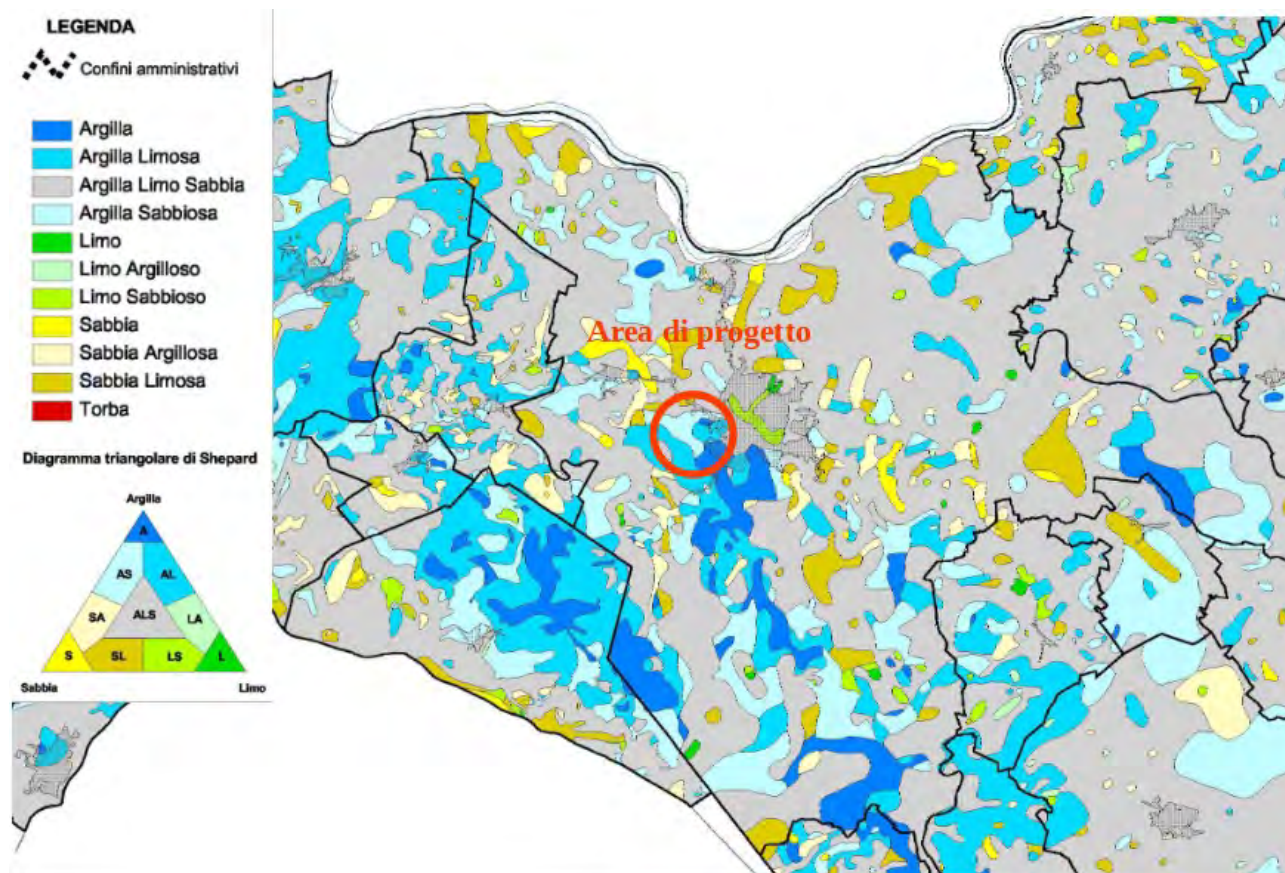 LEGENDA
Confini amministrativi
Argilla
Argilla Limosa
Argilla Limo Sabbia
Argilla Sabbiosa
Limo
Limo Argilloso
Limo Sabbioso
Sabbia
Sabbia Argillosa
Sabbia Limosa
Torba
Diagramma triangolare di Shepard
Argilla
A
AS AL
SA ALS LA
S SL LS L
Sabbia Limo
Area di progetto